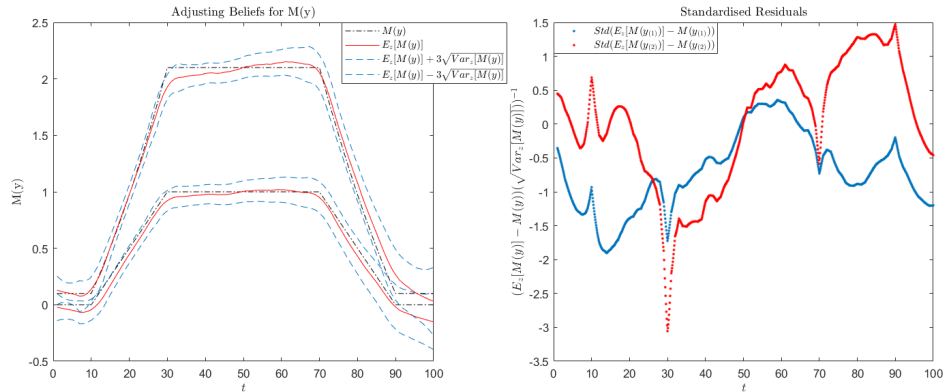 Adjusting Beliefs for M(y)
M(y)
E_z[M(y)]
E_z[M(y)] + 3√Var_z[M(y)]
E_z[M(y)] − 3√Var_z[M(y)]
2.5
2
1.5
1
0.5
0
-0.5
M(y)
0 10 20 30 40 50 60 70 80 90 100
t
Standardised Residuals
Std(E_z[M(y_(1))] − M(y_(1)))
Std(E_z[M(y_(2))] − M(y_(2)))
1.5
1
0.5
0
-0.5
-1
-1.5
-2
-2.5
-3
-3.5
(E_z[M(y)] − M(y))(√Var_z[M(y)]))⁻¹
0 10 20 30 40 50 60 70 80 90 100
t